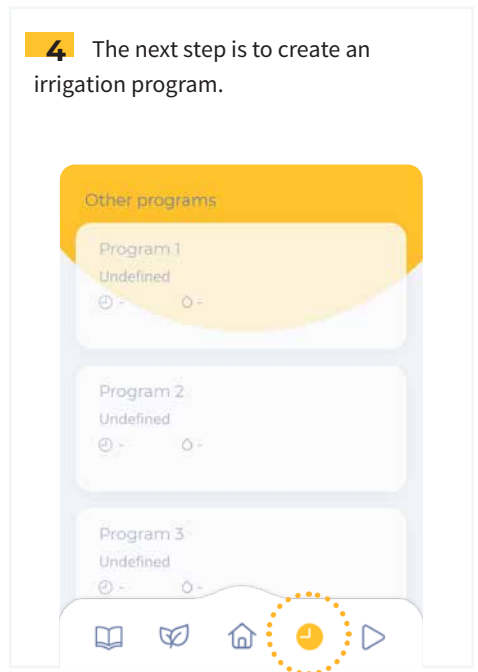 4 The next step is to create an
irrigation program.
Other programs
Program 1
Undefined
- -
Program 2
Undefined
- -
Program 3
Undefined
- -